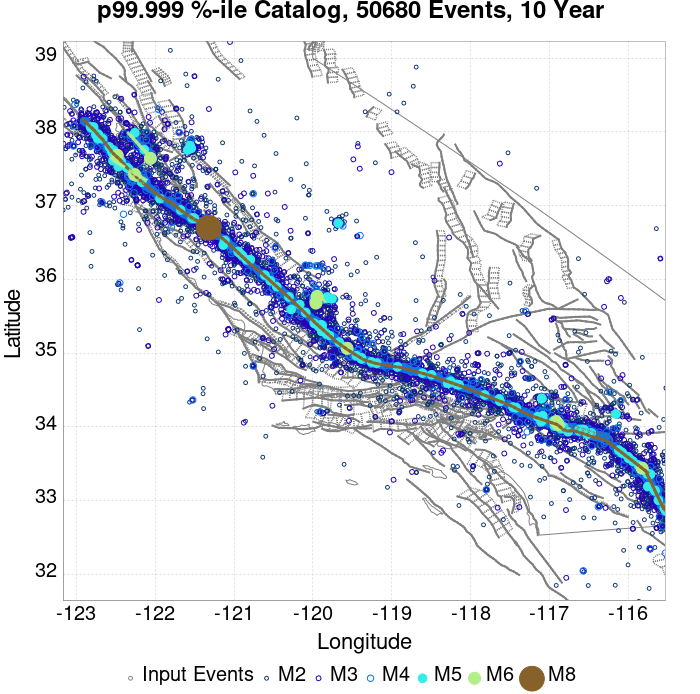 p99.999 %-ile Catalog, 50680 Events, 10 Year
39
38
37
36
35
34
33
32
Latitude
-123 -122 -121 -120 -119 -118 -117 -116
Longitude
Input Events M2 M3 M4 M5 M6 M8